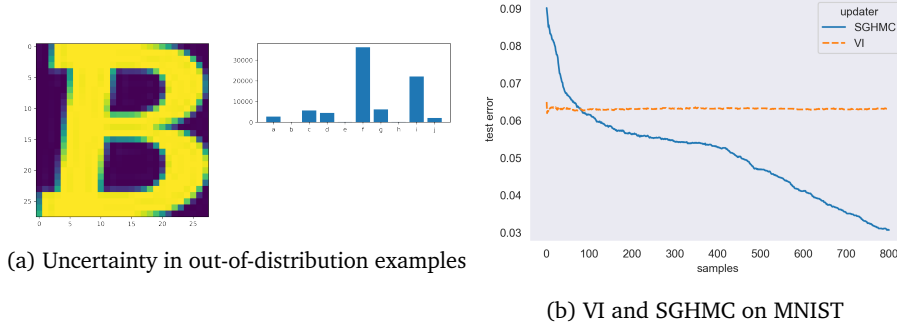 0
5
10
15
20
25
0 5 10 15 20 25
30000
20000
10000
0
a b c d e f g h i j
(a) Uncertainty in out-of-distribution examples
0.09
0.08
0.07
0.06
0.05
0.04
0.03
test error
updater
SGHMC
VI
0 100 200 300 400 500 600 700 800
samples
(b) VI and SGHMC on MNIST